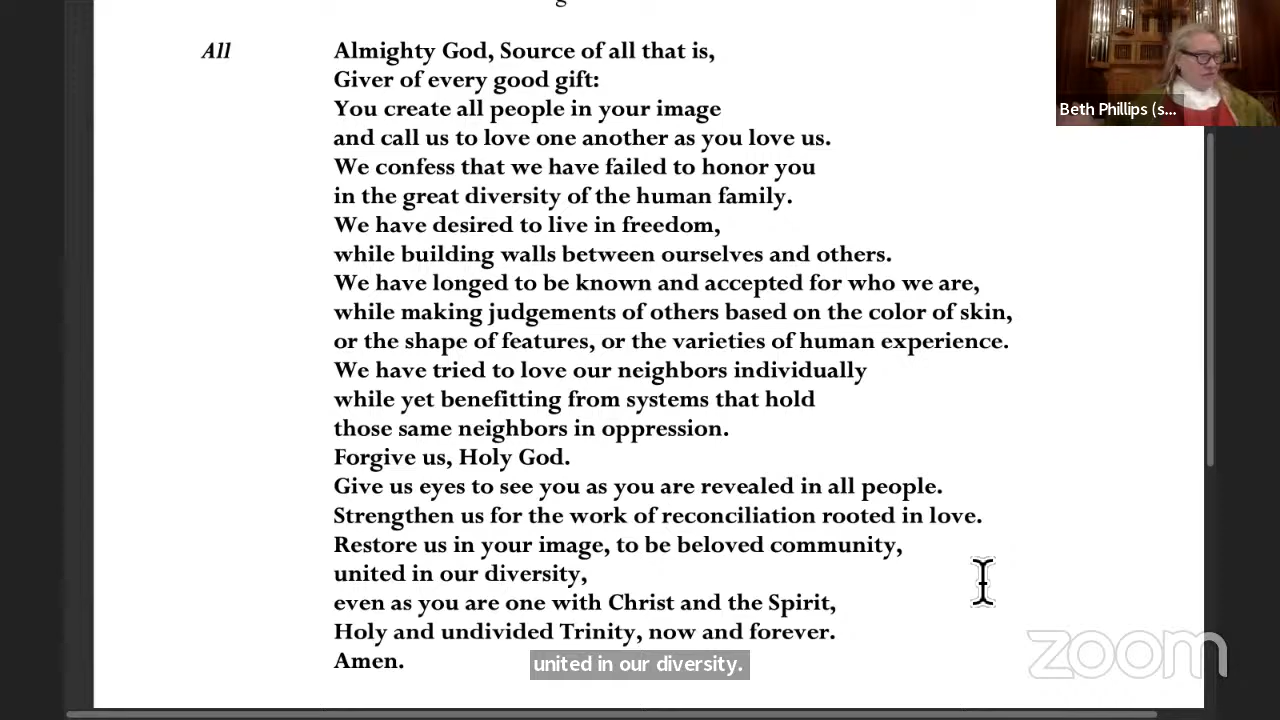 g
All Almighty God, Source of all that is,
Giver of every good gift:
You create all people in your image
and call us to love one another as you love us.
We confess that we have failed to honor you
in the great diversity of the human family.
We have desired to live in freedom,
while building walls between ourselves and others.
We have longed to be known and accepted for who we are,
while making judgements of others based on the color of skin,
or the shape of features, or the varieties of human experience.
We have tried to love our neighbors individually
while yet benefitting from systems that hold
those same neighbors in oppression.
Forgive us, Holy God.
Give us eyes to see you as you are revealed in all people.
Strengthen us for the work of reconciliation rooted in love.
Restore us in your image, to be beloved community,
united in our diversity,
even as you are one with Christ and the Spirit,
Holy and undivided Trinity, now and forever.
Amen.
united in our diversity.
Beth Phillips (s...
zoom